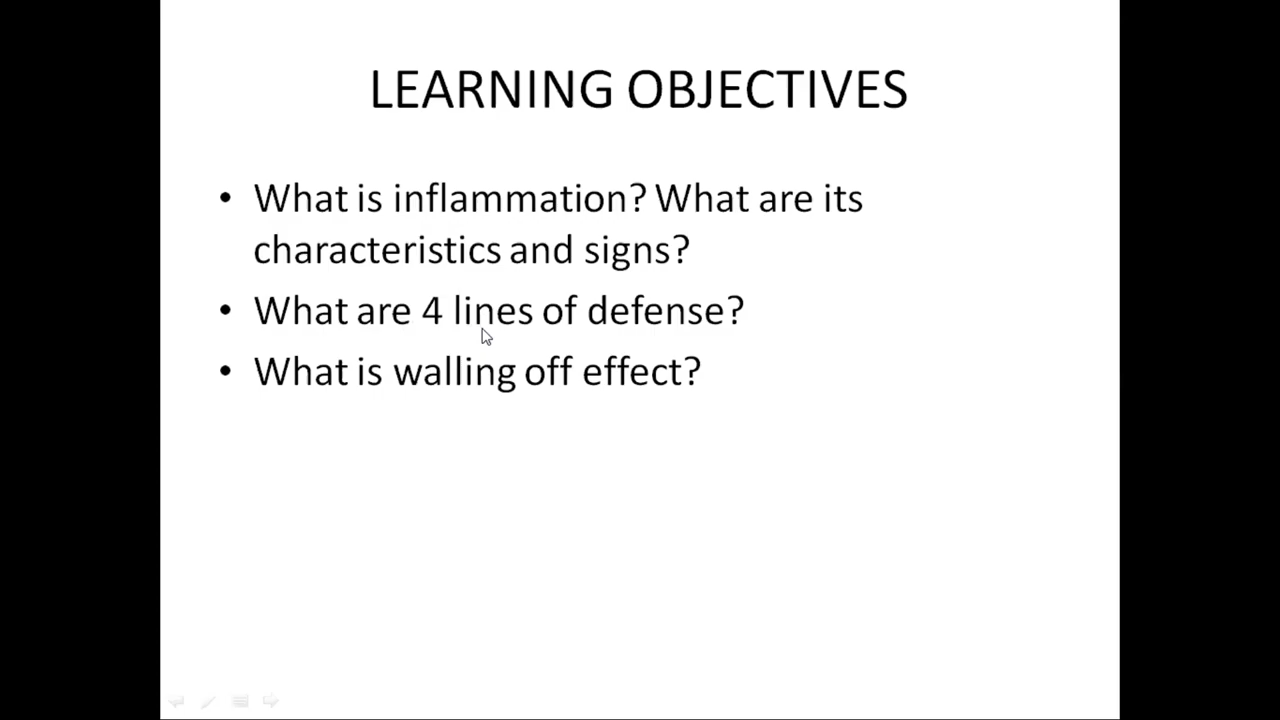 LEARNING OBJECTIVES
• What is inflammation? What are its
characteristics and signs?
• What are 4 lines of defense?
• What is walling off effect?